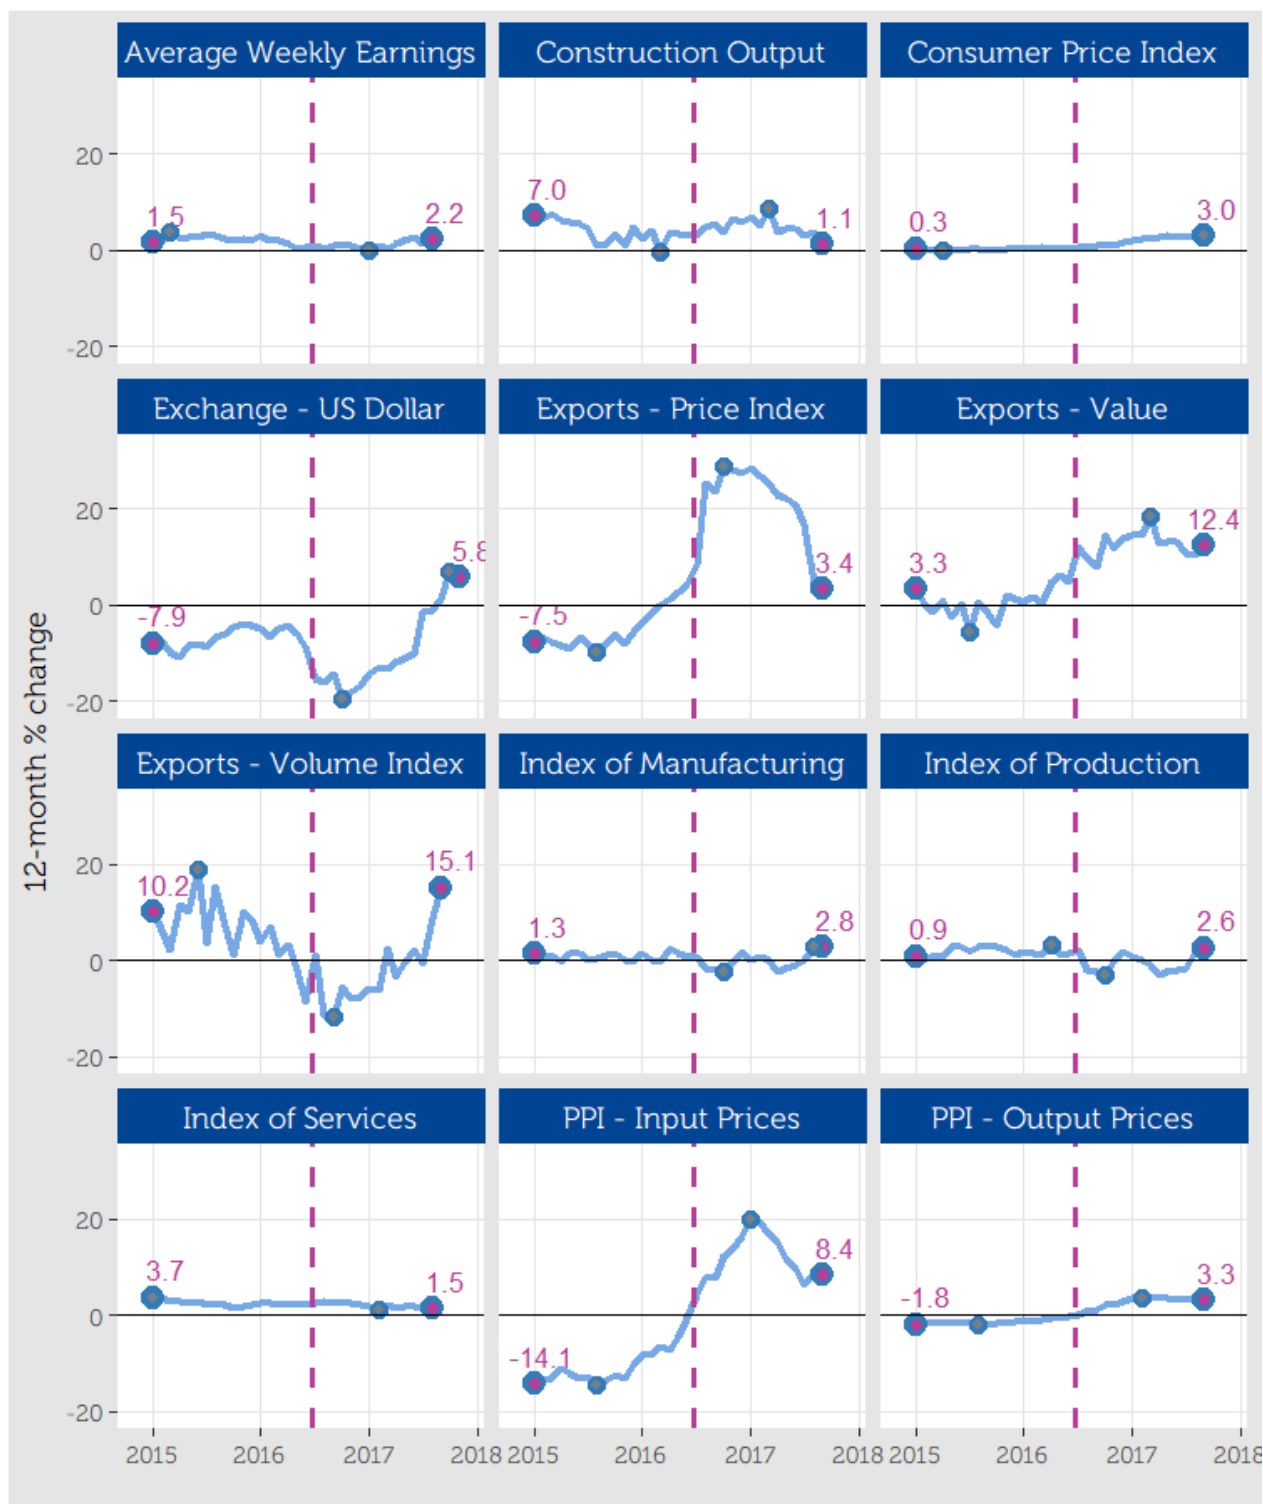 Average Weekly Earnings
Construction Output
Consumer Price Index
20
0
-20
1.5
2.2
7.0
1.1
0.3
3.0
Exchange - US Dollar
Exports - Price Index
Exports - Value
20
0
-20
-7.9
5.8
-7.5
3.4
3.3
12.4
12-month % change
Exports - Volume Index
Index of Manufacturing
Index of Production
20
0
-20
10.2
15.1
1.3
2.8
0.9
2.6
Index of Services
PPI - Input Prices
PPI - Output Prices
20
0
-20
3.7
1.5
-14.1
8.4
-1.8
3.3
2015 2016 2017 2018
2015 2016 2017 2018
2015 2016 2017 2018